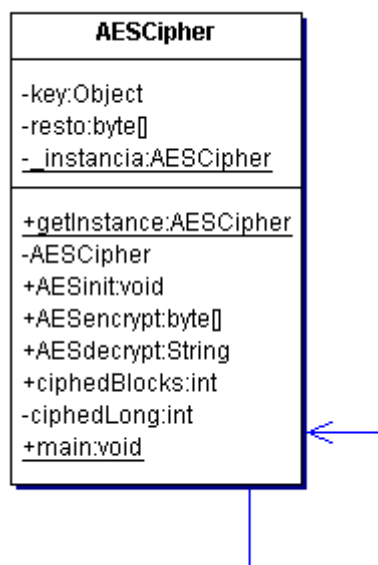 AESCipher
-key:Object
-resto:byte[]
-_instancia:AESCipher
+getInstance:AESCipher
-AESCipher
+AESinit:void
+AESencrypt:byte[]
+AESdecrypt:String
+ciphedBlocks:int
-ciphedLong:int
+main:void